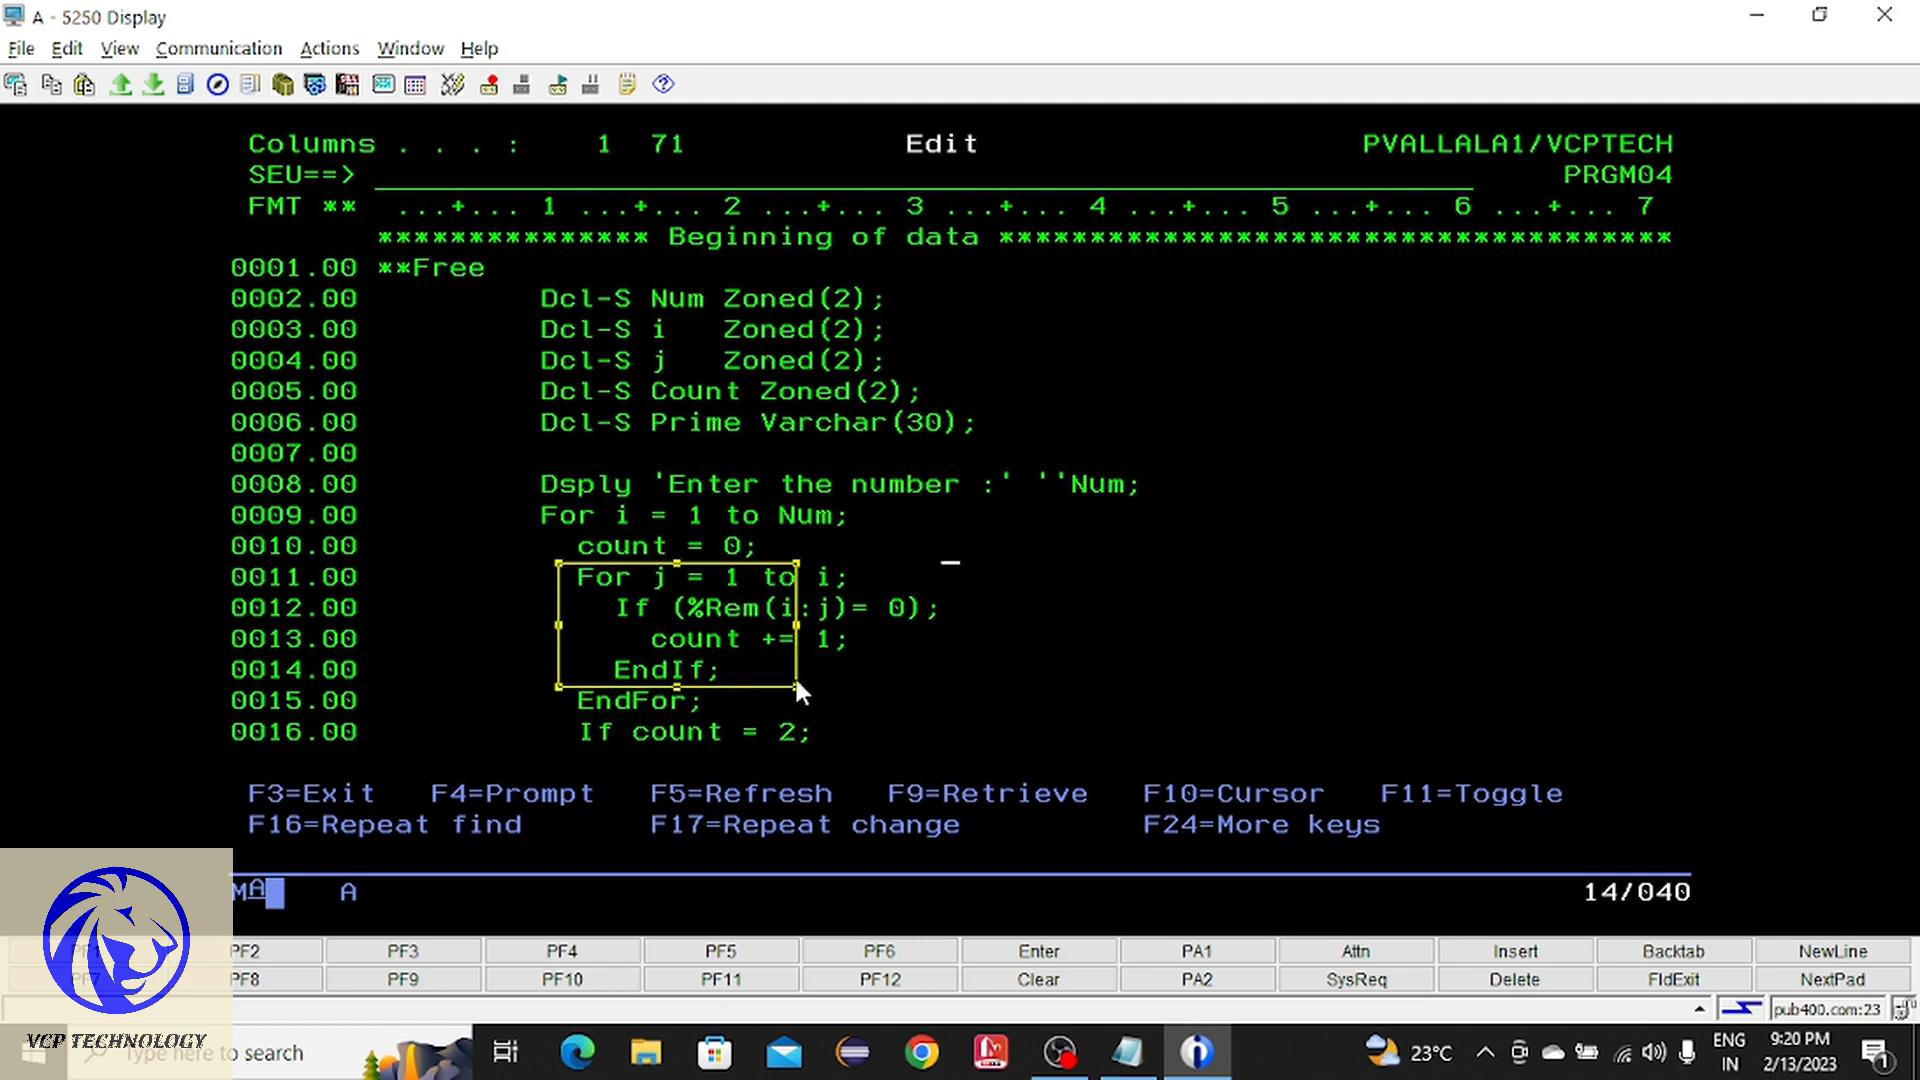 A - 5250 Display
File Edit View Communication Actions Window Help
Columns . . . : 1 71 Edit PVALLALA1/VCPTECH
SEU==> PRGM04
FMT ** ...+... 1 ...+... 2 ...+... 3 ...+... 4 ...+... 5 ...+... 6 ...+... 7
*************** Beginning of data *************************************
0001.00 **Free
0002.00 Dcl-S Num Zoned(2);
0003.00 Dcl-S i Zoned(2);
0004.00 Dcl-S j Zoned(2);
0005.00 Dcl-S Count Zoned(2);
0006.00 Dcl-S Prime Varchar(30);
0007.00
0008.00 Dsply 'Enter the number :' ''Num;
0009.00 For i = 1 to Num;
0010.00 count = 0;
0011.00 For j = 1 to i;
0012.00 If (%Rem(i:j)= 0);
0013.00 count += 1;
0014.00 EndIf;
0015.00 EndFor;
0016.00 If count = 2;
F3=Exit F4=Prompt F5=Refresh F9=Retrieve F10=Cursor F11=Toggle
F16=Repeat find F17=Repeat change F24=More keys
MA A 14/040
PF1 PF2 PF3 PF4 PF5 PF6 Enter PA1 Attn Insert Backtab NewLine
PF7 PF8 PF9 PF10 PF11 PF12 Clear PA2 SysReq Delete FldExit NextPad
pub400.com:23
VCP TECHNOLOGY
Type here to search
23°C
ENG
IN
9:20 PM
2/13/2023
1